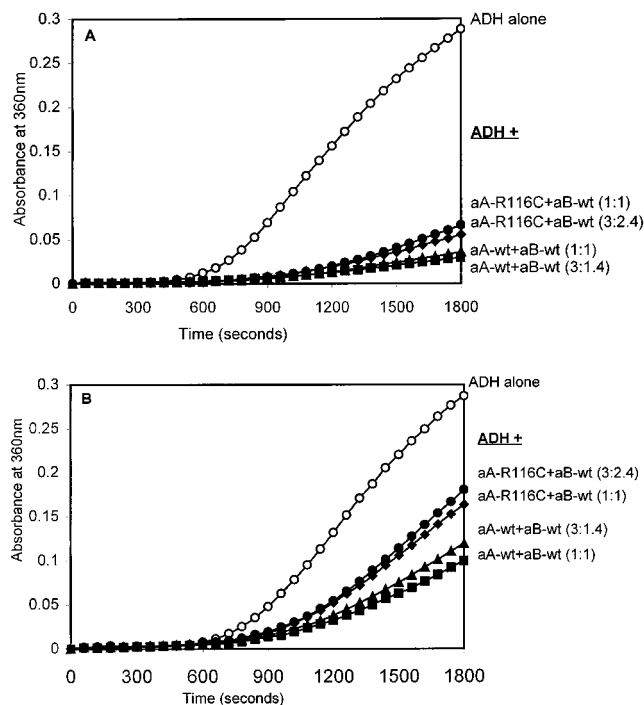 A
ADH alone
0.3
0.25
0.2
0.15
0.1
0.05
0
Absorbance at 360nm
ADH +
aA-R116C+aB-wt (1:1)
aA-R116C+aB-wt (3:2.4)
aA-wt+aB-wt (1:1)
aA-wt+aB-wt (3:1.4)
0 300 600 900 1200 1500 1800
Time (seconds)
B
ADH alone
0.3
0.25
0.2
0.15
0.1
0.05
0
Absorbance at 360nm
ADH +
aA-R116C+aB-wt (3:2.4)
aA-R116C+aB-wt (1:1)
aA-wt+aB-wt (3:1.4)
aA-wt+aB-wt (1:1)
0 300 600 900 1200 1500 1800
Time (seconds)